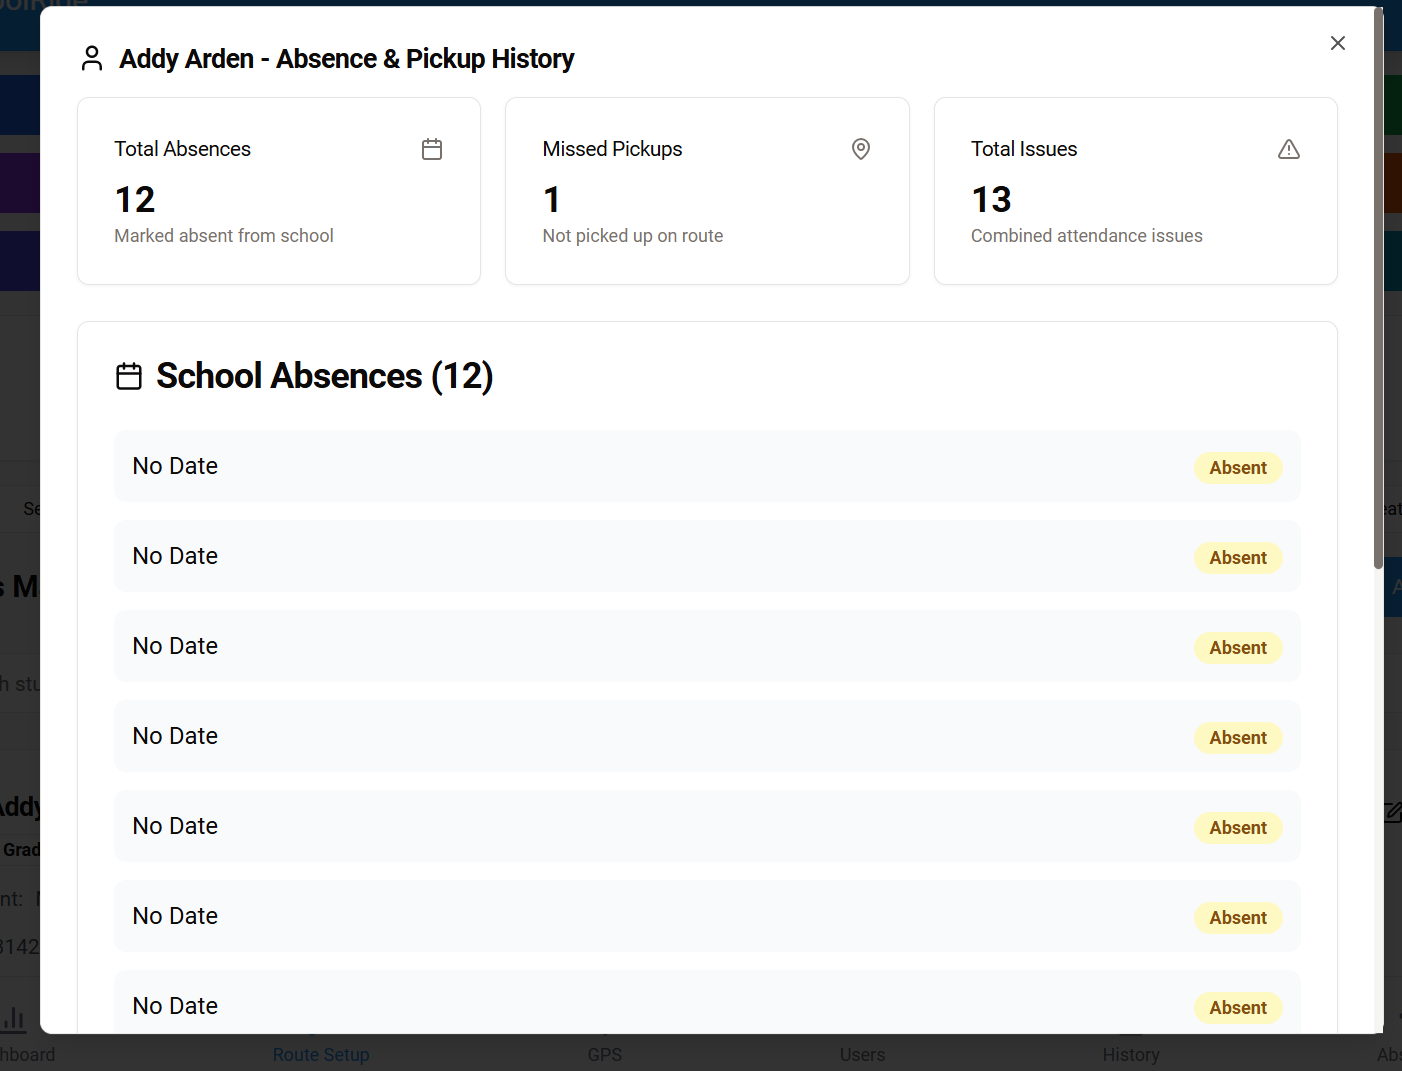 Addy Arden - Absence & Pickup History
Total Absences
12
Marked absent from school
Missed Pickups
1
Not picked up on route
Total Issues
13
Combined attendance issues
School Absences (12)
No Date Absent
No Date Absent
No Date Absent
No Date Absent
No Date Absent
No Date Absent
No Date Absent
Addy
Grad
3142
hboard
Route Setup
GPS
Users
History
Abs